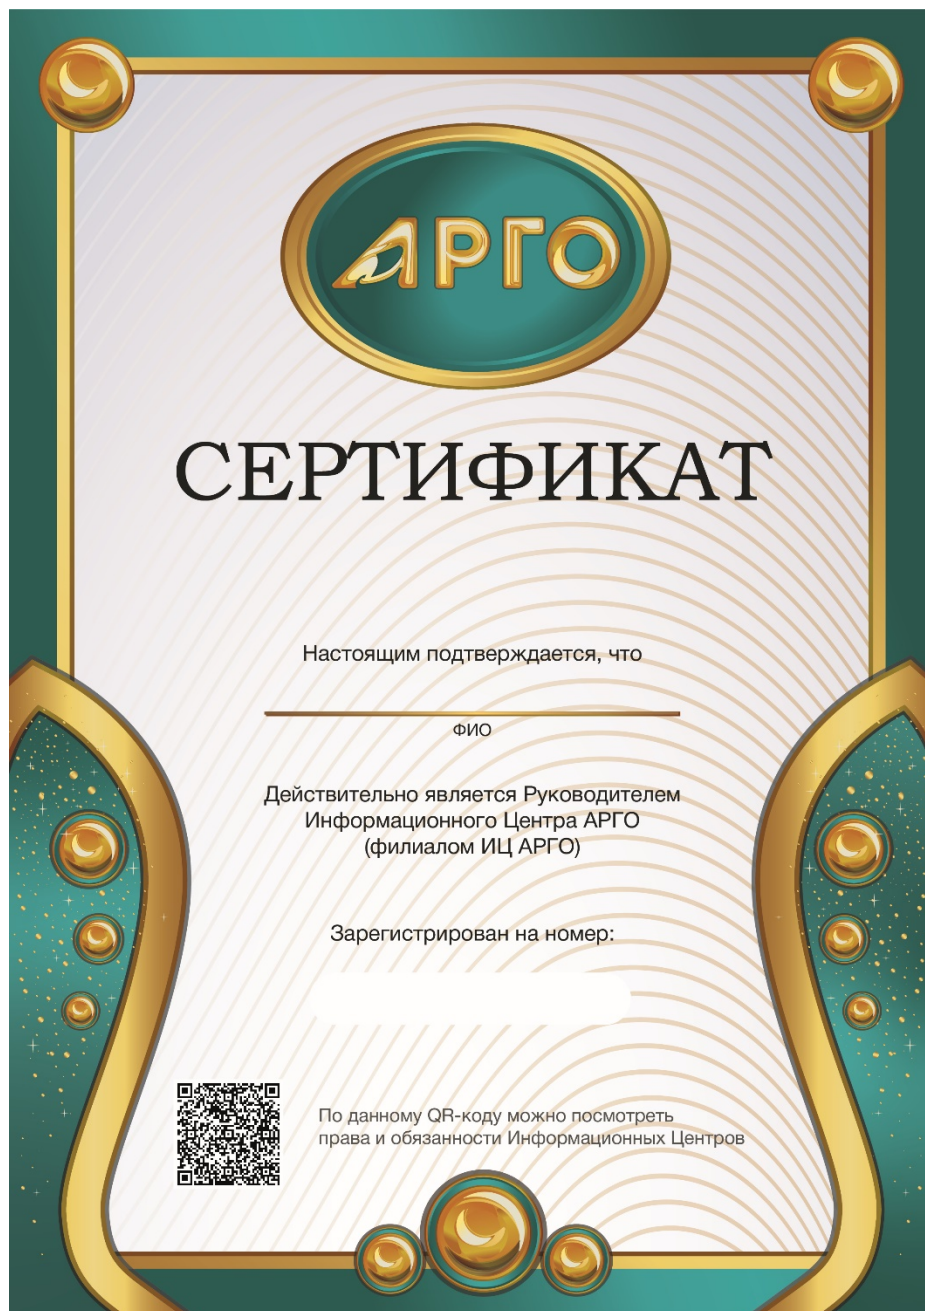 АРГО
СЕРТИФИКАТ
Настоящим подтверждается, что
ФИО
Действительно является Руководителем
Информационного Центра АРГО
(филиалом ИЦ АРГО)
Зарегистрирован на номер:
По данному QR-коду можно посмотреть
права и обязанности Информационных Центров